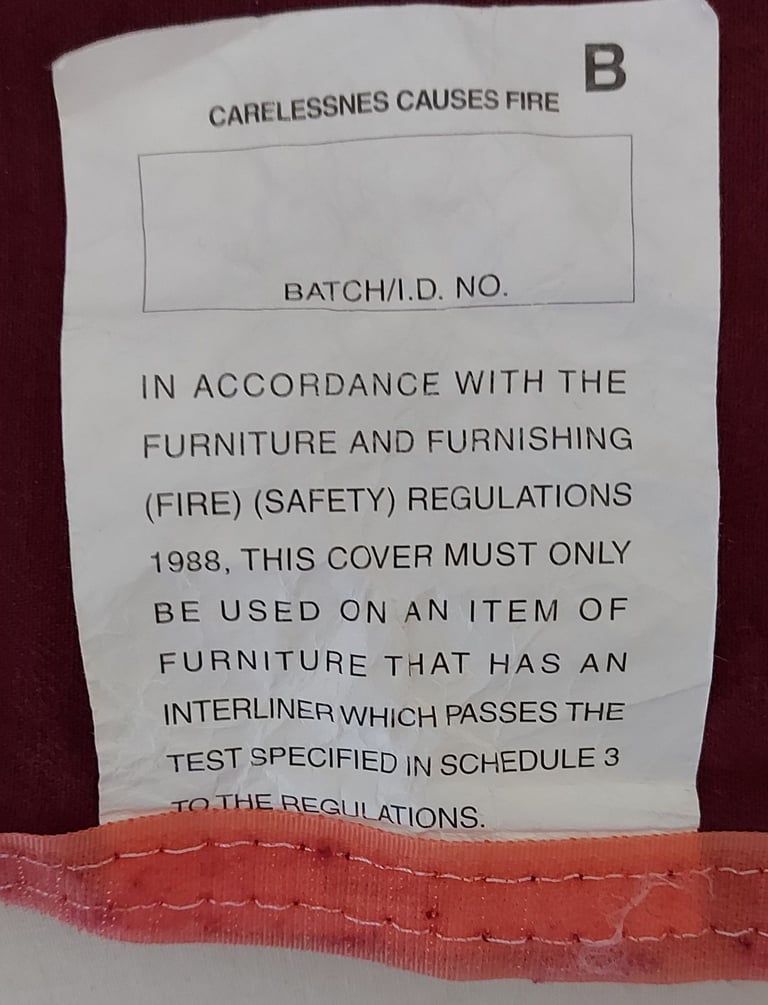 B
CARELESSNES CAUSES FIRE
BATCH/I.D. NO.
IN ACCORDANCE WITH THE
FURNITURE AND FURNISHING
(FIRE) (SAFETY) REGULATIONS
1988, THIS COVER MUST ONLY
BE USED ON AN ITEM OF
FURNITURE THAT HAS AN
INTERLINER WHICH PASSES THE
TEST SPECIFIED IN SCHEDULE 3
TO THE REGULATIONS.